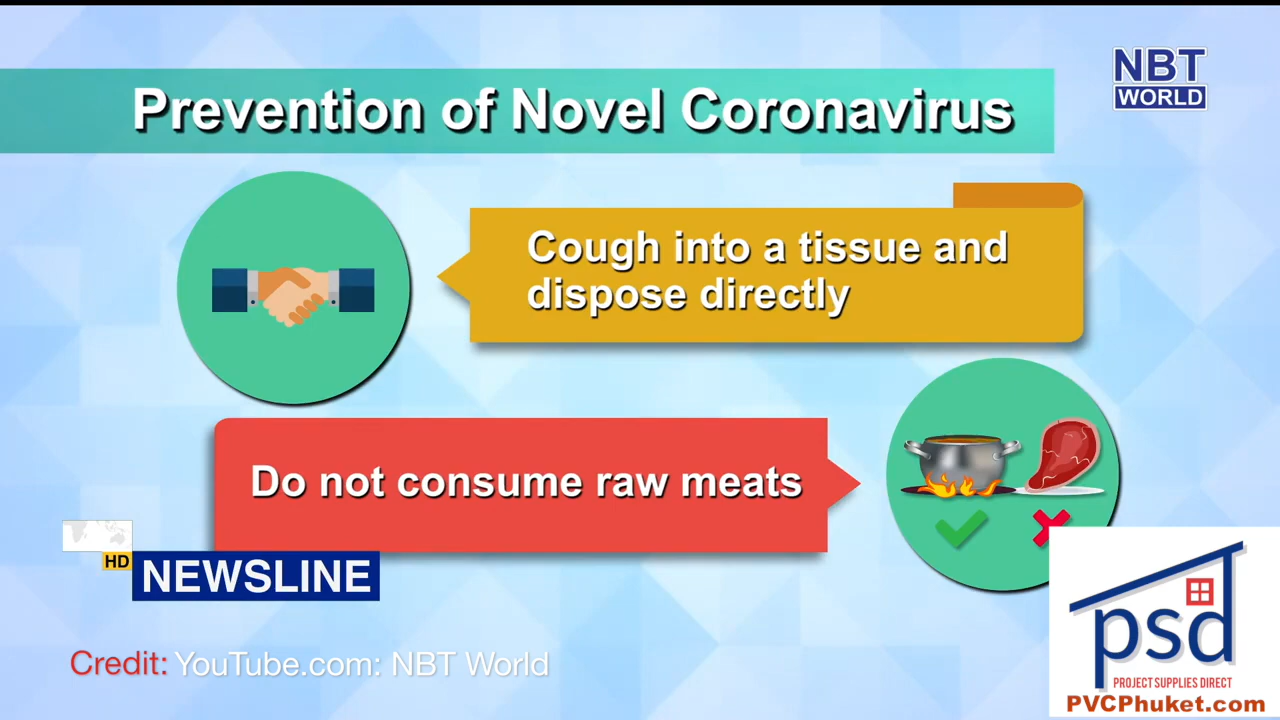 NBT
WORLD
Prevention of Novel Coronavirus
Cough into a tissue and
dispose directly
Do not consume raw meats
HD
NEWSLINE
Credit: YouTube.com: NBT World
psd
PROJECT SUPPLIES DIRECT
PVCPhuket.com